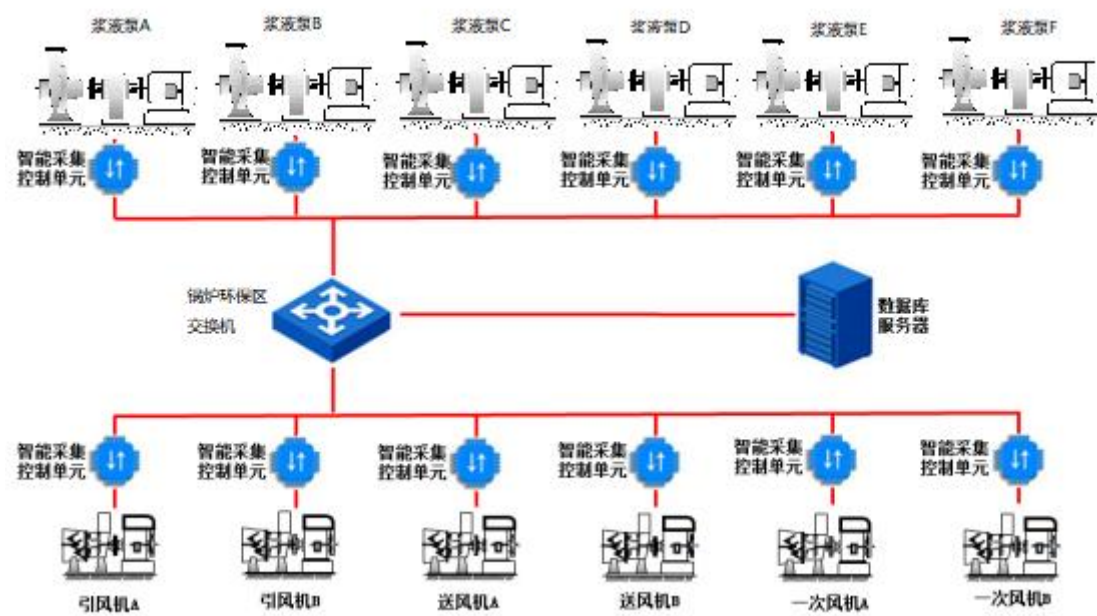 浆液泵A
浆液泵B
浆液泵C
浆液泵D
浆液泵E
浆液泵F
智能采集
控制单元
智能采集
控制单元
智能采集
控制单元
智能采集
控制单元
智能采集
控制单元
智能采集
控制单元
锅炉环保区
交换机
数据库
服务器
智能采集
控制单元
智能采集
控制单元
智能采集
控制单元
智能采集
控制单元
智能采集
控制单元
智能采集
控制单元
引风机A
引风机B
送风机A
送风机B
一次风机A
一次风机B